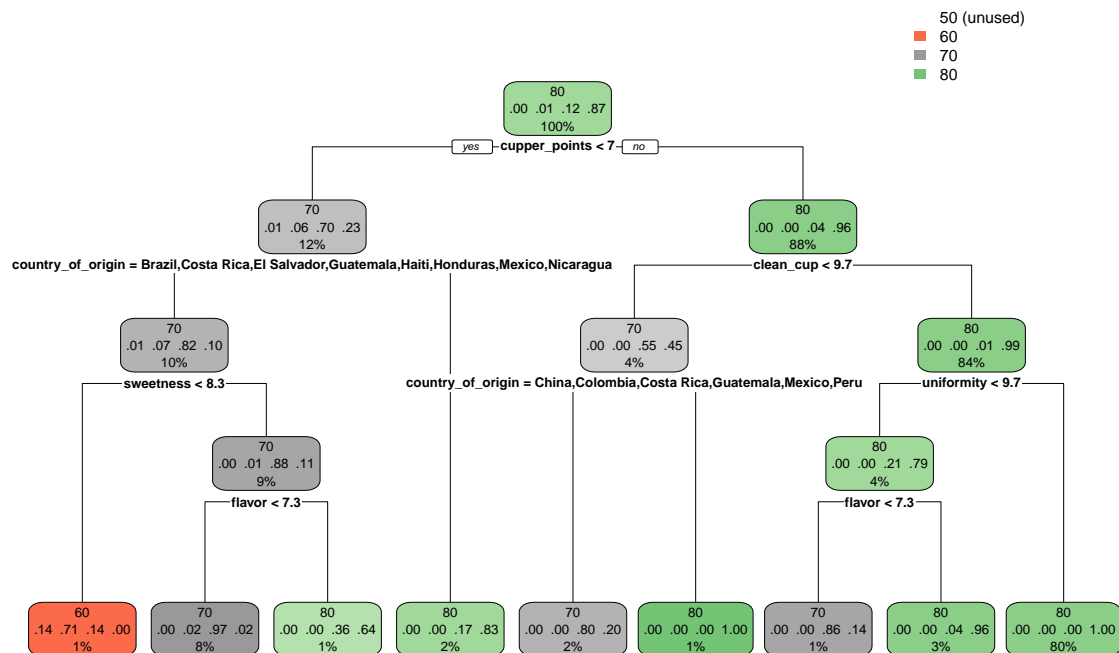 50 (unused)
60
70
80
80
.00 .01 .12 .87
100%
yes cupper_points < 7 no
70
.01 .06 .70 .23
12%
80
.00 .00 .04 .96
88%
country_of_origin = Brazil,Costa Rica,El Salvador,Guatemala,Haiti,Honduras,Mexico,Nicaragua
clean_cup < 9.7
70
.01 .07 .82 .10
10%
70
.00 .00 .55 .45
4%
80
.00 .00 .01 .99
84%
sweetness < 8.3
country_of_origin = China,Colombia,Costa Rica,Guatemala,Mexico,Peru
uniformity < 9.7
70
.00 .01 .88 .11
9%
80
.00 .00 .21 .79
4%
flavor < 7.3
flavor < 7.3
60
.14 .71 .14 .00
1%
70
.00 .02 .97 .02
8%
80
.00 .00 .36 .64
1%
80
.00 .00 .17 .83
2%
70
.00 .00 .80 .20
2%
80
.00 .00 .00 1.00
1%
70
.00 .00 .86 .14
1%
80
.00 .00 .04 .96
3%
80
.00 .00 .00 1.00
80%